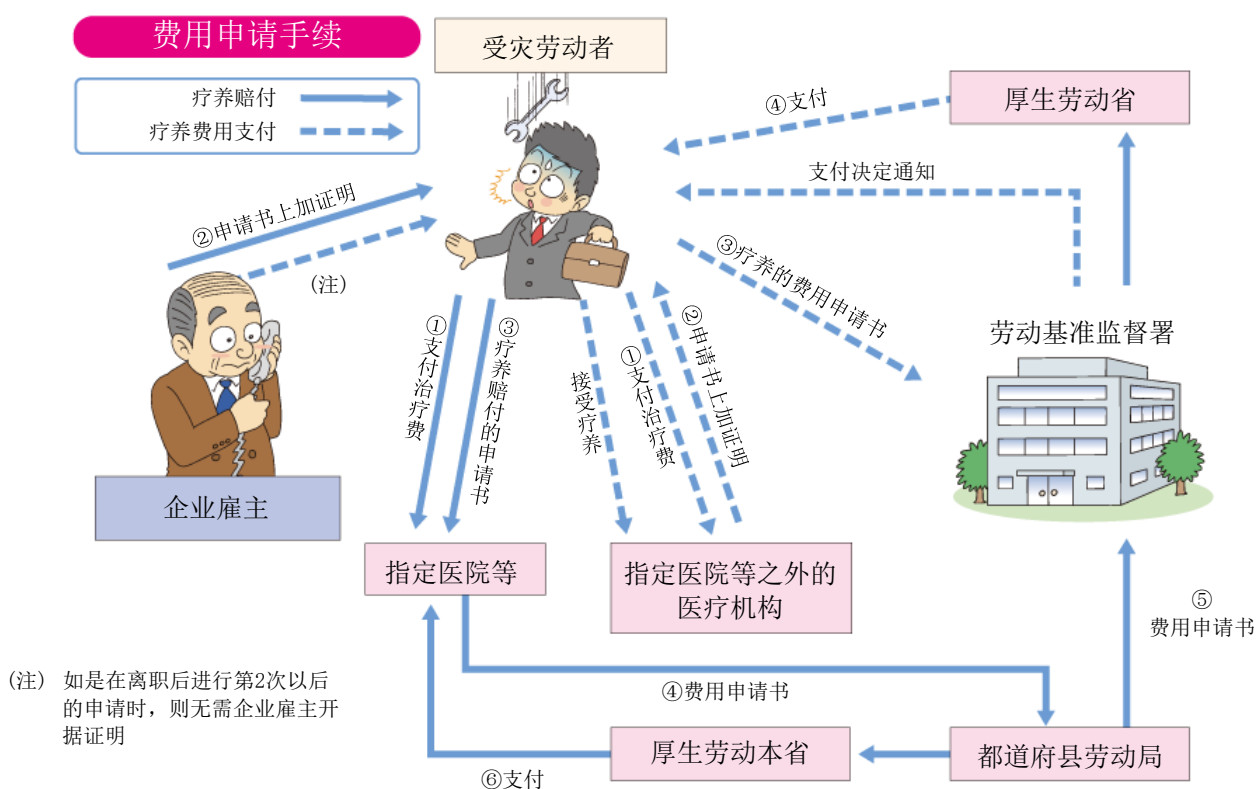 费用申请手续
疗养赔付
疗养费用支付
受灾劳动者
厚生劳动省
④支付
支付决定通知
②申请书上加证明
(注)
③疗养的费用申请书
劳动基准监督署
企业雇主
①支付治疗费
③疗养赔付的申请书
接受疗养
①支付治疗费
②申请书上加证明
指定医院等
指定医院等之外的
医疗机构
⑤
费用申请书
④费用申请书
厚生劳动本省
都道府县劳动局
⑥支付
(注) 如是在离职后进行第2次以后
的申请时，则无需企业雇主开
据证明